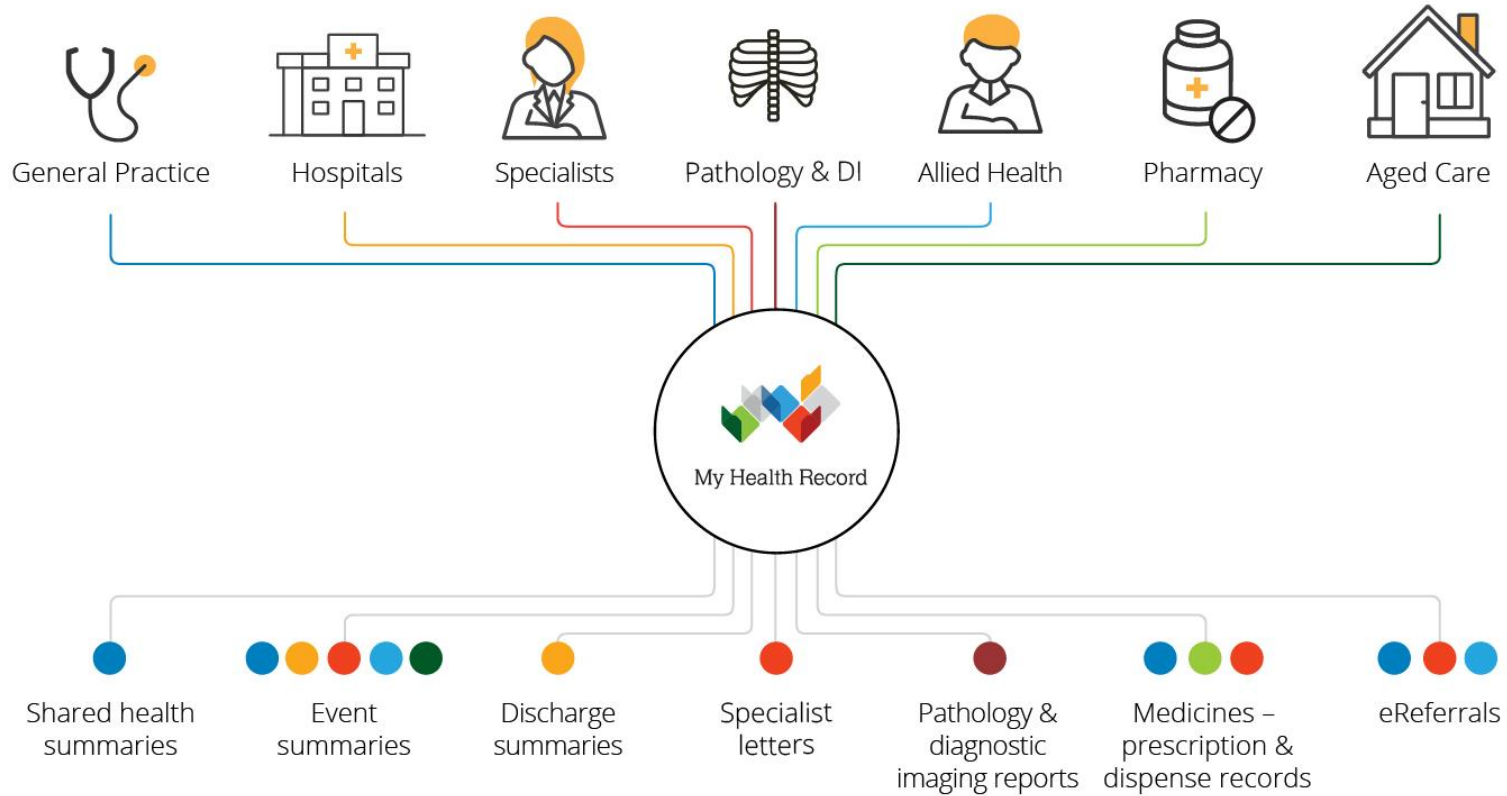 General Practice
Hospitals
Specialists
Pathology & DI
Allied Health
Pharmacy
Aged Care
My Health Record
Shared health
summaries
Event
summaries
Discharge
summaries
Specialist
letters
Pathology &
diagnostic
imaging reports
Medicines –
prescription &
dispense records
eReferrals